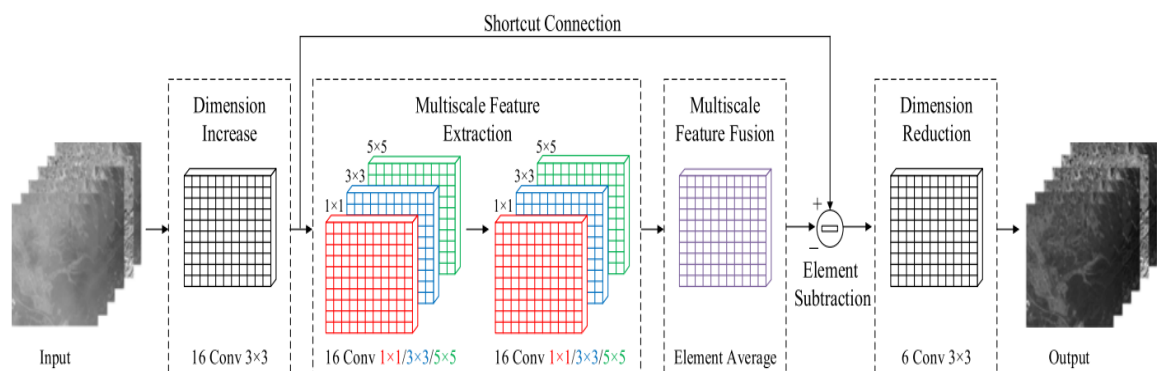 Shortcut Connection
Dimension
Increase
Multiscale Feature
Extraction
Multiscale
Feature Fusion
Dimension
Reduction
5×5
3×3
1×1
5×5
3×3
1×1
+
−
Element
Subtraction
Input
16 Conv 3×3
16 Conv 1×1/3×3/5×5
16 Conv 1×1/3×3/5×5
Element Average
6 Conv 3×3
Output